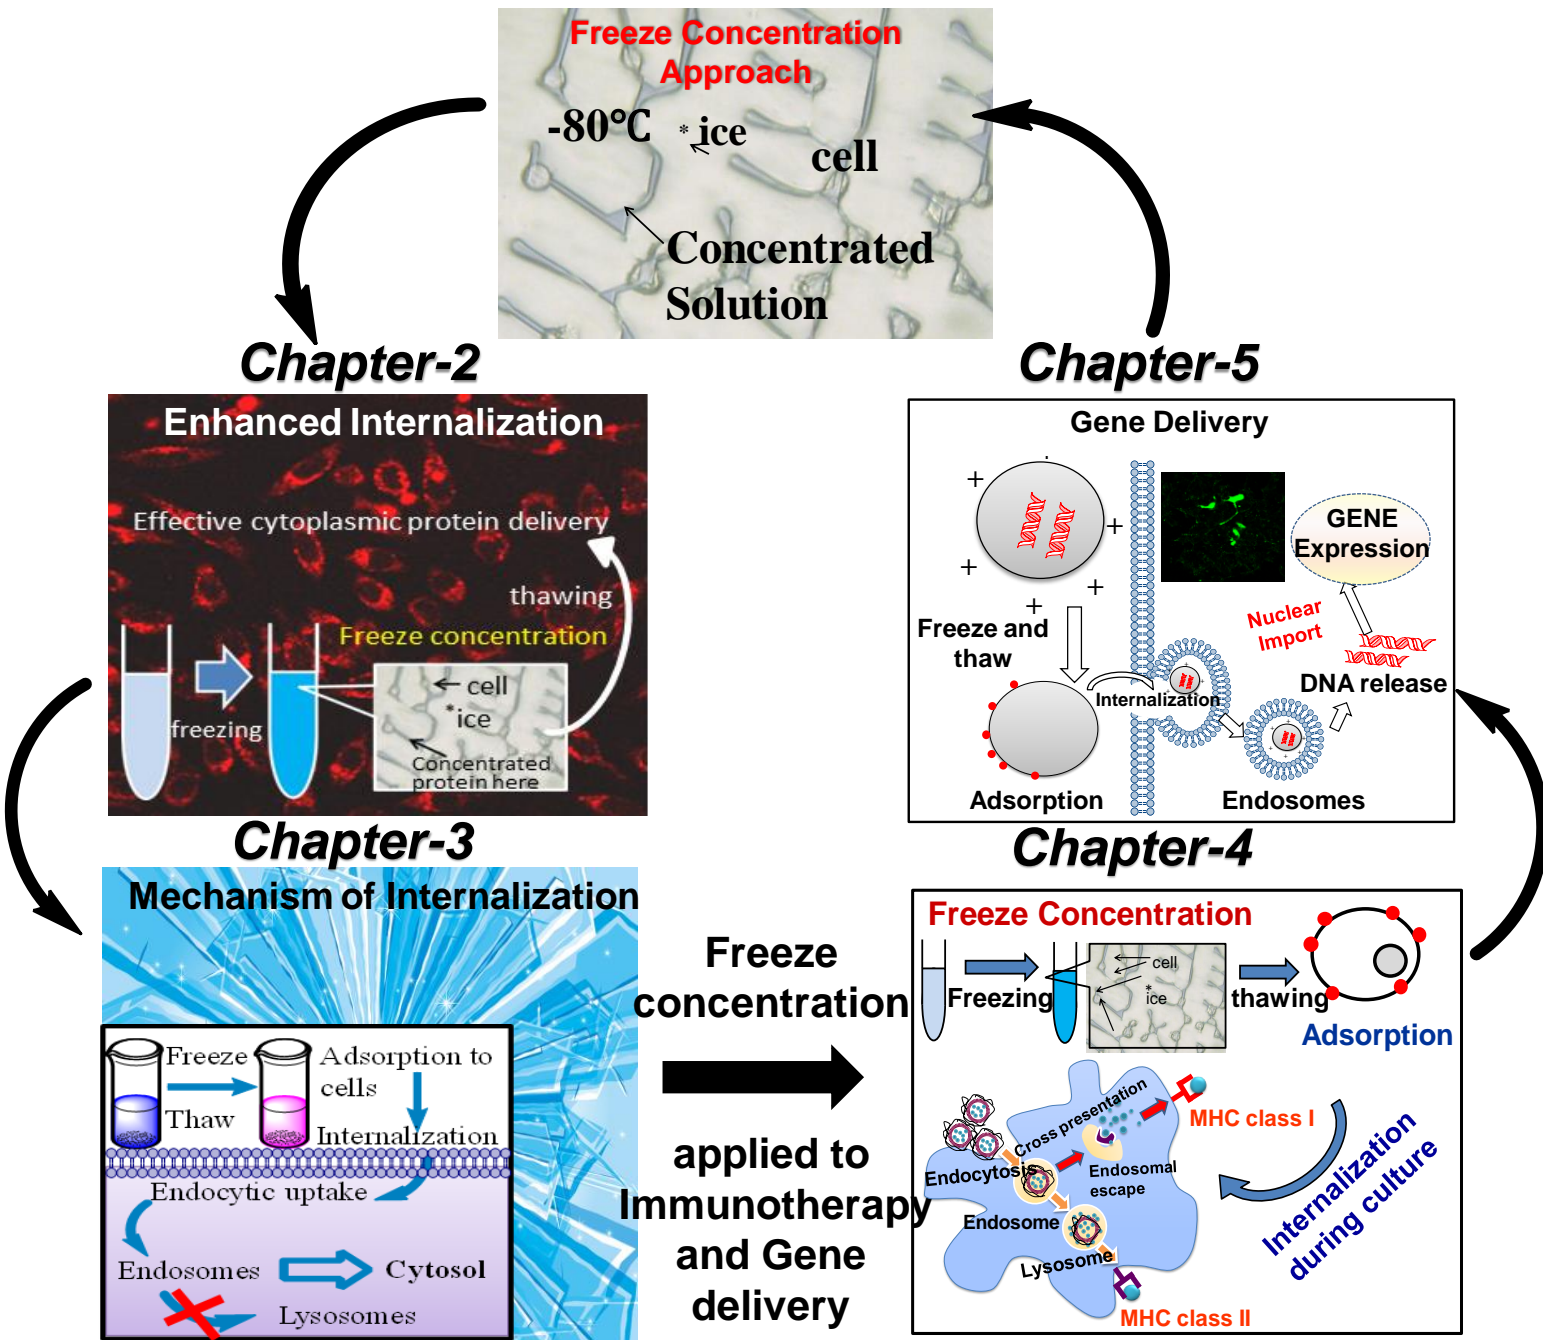 Freeze Concentration
Approach
-80℃
* ice
cell
Concentrated
Solution
Chapter-2
Enhanced Internalization
Effective cytoplasmic protein delivery
thawing
Freeze concentration
freezing
cell
*ice
Concentrated
protein here
Chapter-3
Mechanism of Internalization
Freeze
Thaw
Adsorption to
cells
Internalization
Endocytic uptake
Endosomes
Cytosol
Lysosomes
Freeze
concentration
applied to
Immunotherapy
and Gene
delivery
Chapter-5
Gene Delivery
+
+
+
+
+
Freeze and
thaw
Adsorption
Internalization
Endosomes
DNA release
Nuclear
Import
GENE
Expression
Chapter-4
Freeze Concentration
Freezing
cell
*
ice
thawing
Adsorption
Cross presentation
MHC class I
Endocytosis
Endosomal
escape
Endosome
Lysosome
MHC class II
Internalization
during culture